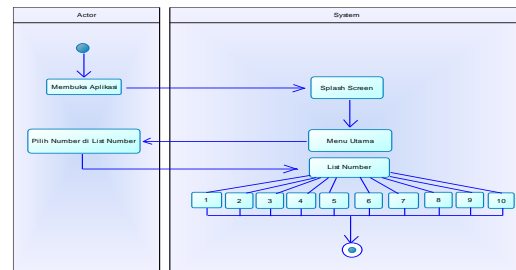 Actor
System
Membuka Aplikasi
Splash Screen
Pilih Number di List Number
Menu Utama
List Number
1 2 3 4 5 6 7 8 9 10